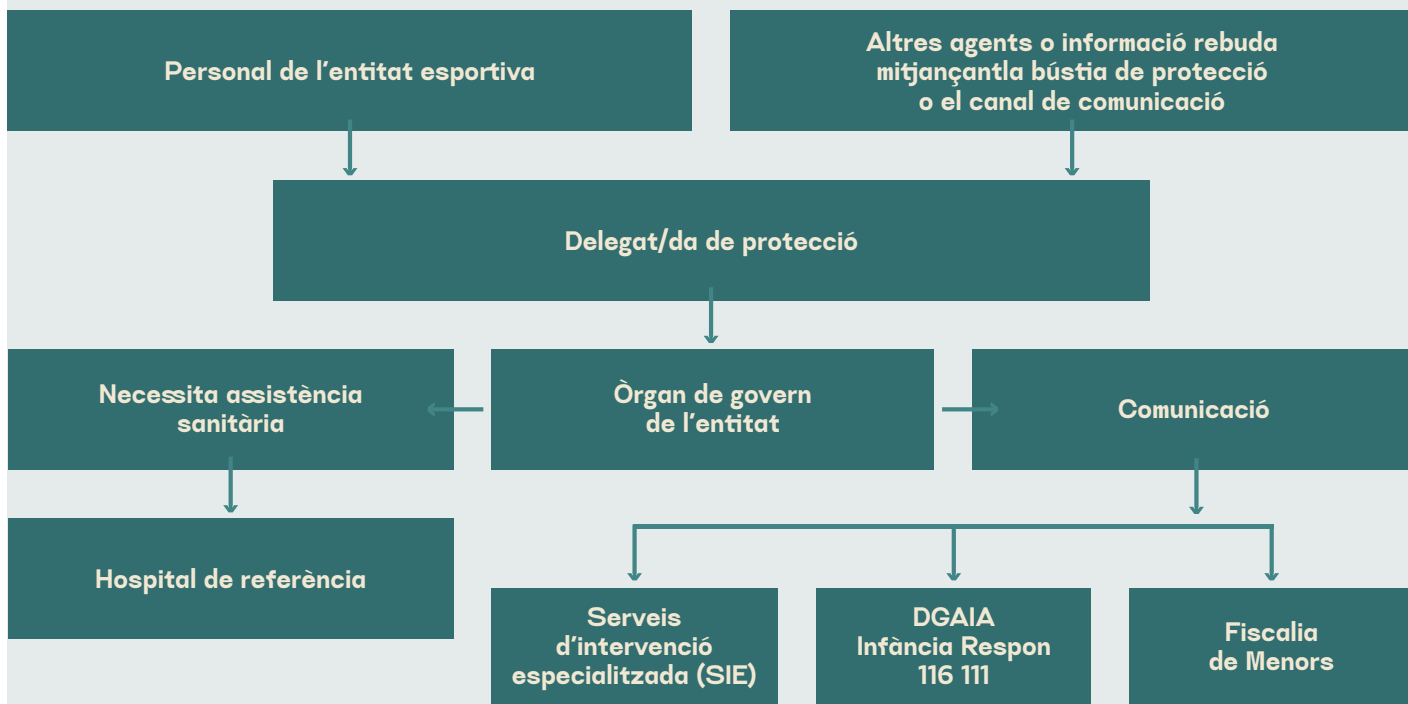 Personal de l'entitat esportiva
Altres agents o informació rebuda
mitjançantla bústia de protecció
o el canal de comunicació
Delegat/da de protecció
Necessita assistència
sanitària
Òrgan de govern
de l'entitat
Comunicació
Hospital de referència
Serveis
d'intervenció
especialitzada (SIE)
DGAIA
Infància Respon
116 111
Fiscalia
de Menors